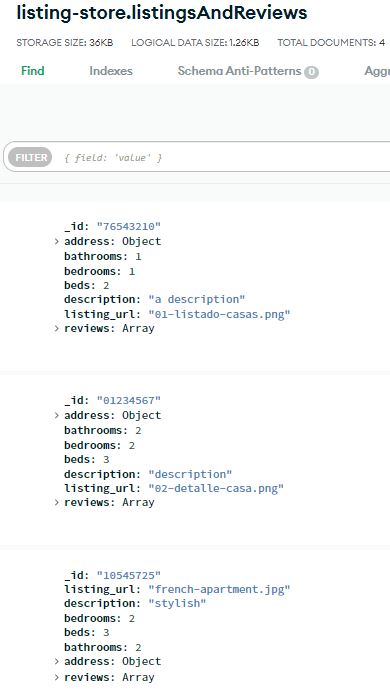 listing-store.listingsAndReviews
STORAGE SIZE: 36KB LOGICAL DATA SIZE: 1.26KB TOTAL DOCUMENTS: 4
Find Indexes Schema Anti-Patterns 0 Aggr
FILTER { field: 'value' }
_id: "76543210"
> address: Object
bathrooms: 1
bedrooms: 1
beds: 2
description: "a description"
listing_url: "01-listado-casas.png"
> reviews: Array
_id: "01234567"
> address: Object
bathrooms: 2
bedrooms: 2
beds: 3
description: "description"
listing_url: "02-detalle-casa.png"
> reviews: Array
_id: "10545725"
listing_url: "french-apartment.jpg"
description: "stylish"
bedrooms: 2
beds: 3
bathrooms: 2
> address: Object
> reviews: Array